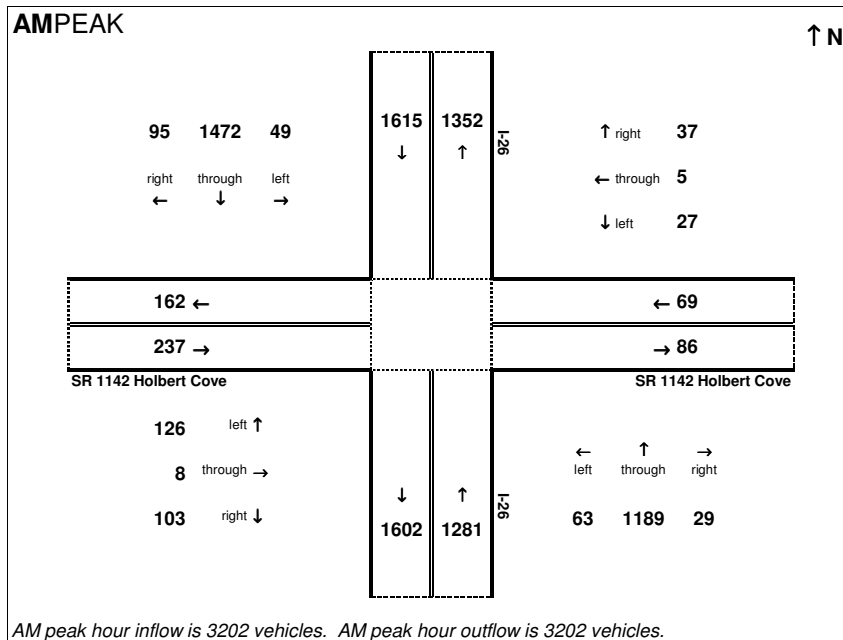 AMPEAK
↑ N
95 1472 49
right through left
← ↓ →
1615 1352
↓ ↑
I-26
↑ right 37
← through 5
↓ left 27
162 ←
237 →
← 69
→ 86
SR 1142 Holbert Cove
SR 1142 Holbert Cove
126 left ↑
8 through →
103 right ↓
↓ ↑
1602 1281
I-26
← ↑ →
left through right
63 1189 29
AM peak hour inflow is 3202 vehicles. AM peak hour outflow is 3202 vehicles.